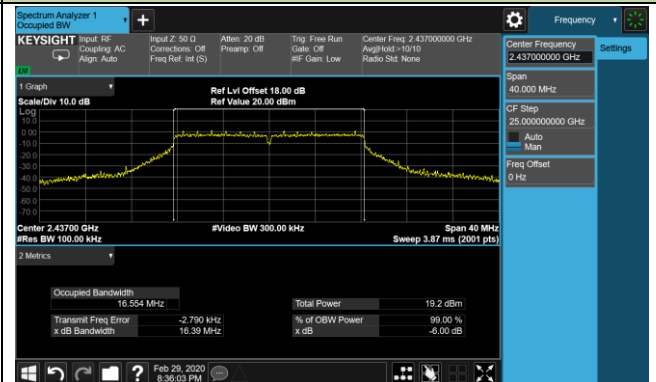 Spectrum Analyzer 1
Occupied BW
Frequency
KEYSIGHT
Input: RF
Coupling: AC
Align: Auto
Input Z: 50 Ω
Corrections: Off
Freq Ref: Int (S)
Atten: 20 dB
Preamp: Off
Trig: Free Run
Gate: Off
#IF Gain: Low
Center Freq: 2.437000000 GHz
Avg|Hold:>10/10
Radio Std: None
1 Graph
Scale/Div 10.0 dB
Ref Lvl Offset 18.00 dB
Ref Value 20.00 dBm
Log
10.0
0.00
-10.0
-20.0
-30.0
-40.0
-50.0
-60.0
-70.0
Center 2.43700 GHz
#Res BW 100.00 kHz
#Video BW 300.00 kHz
Span 40 MHz
Sweep 3.87 ms (2001 pts)
2 Metrics
Occupied Bandwidth
16.554 MHz
Total Power 19.2 dBm
Transmit Freq Error -2.790 kHz
% of OBW Power 99.00 %
x dB Bandwidth 16.39 MHz
x dB -6.00 dB
Center Frequency
2.437000000 GHz
Settings
Span
40.000 MHz
CF Step
25.000000000 GHz
Auto
Man
Freq Offset
0 Hz
Feb 29, 2020
8:36:03 PM